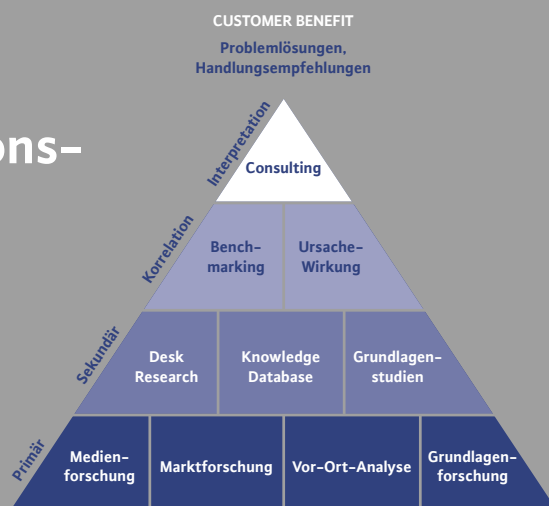 CUSTOMER BENEFIT
Problemlösungen,
Handlungsempfehlungen
ons-
Interpretation
Consulting
Korrelation
Bench-
marking
Ursache-
Wirkung
Sekundär
Desk
Research
Knowledge
Database
Grundlagen-
studien
Primär
Medien-
forschung
Marktforschung
Vor-Ort-Analyse
Grundlagen-
forschung